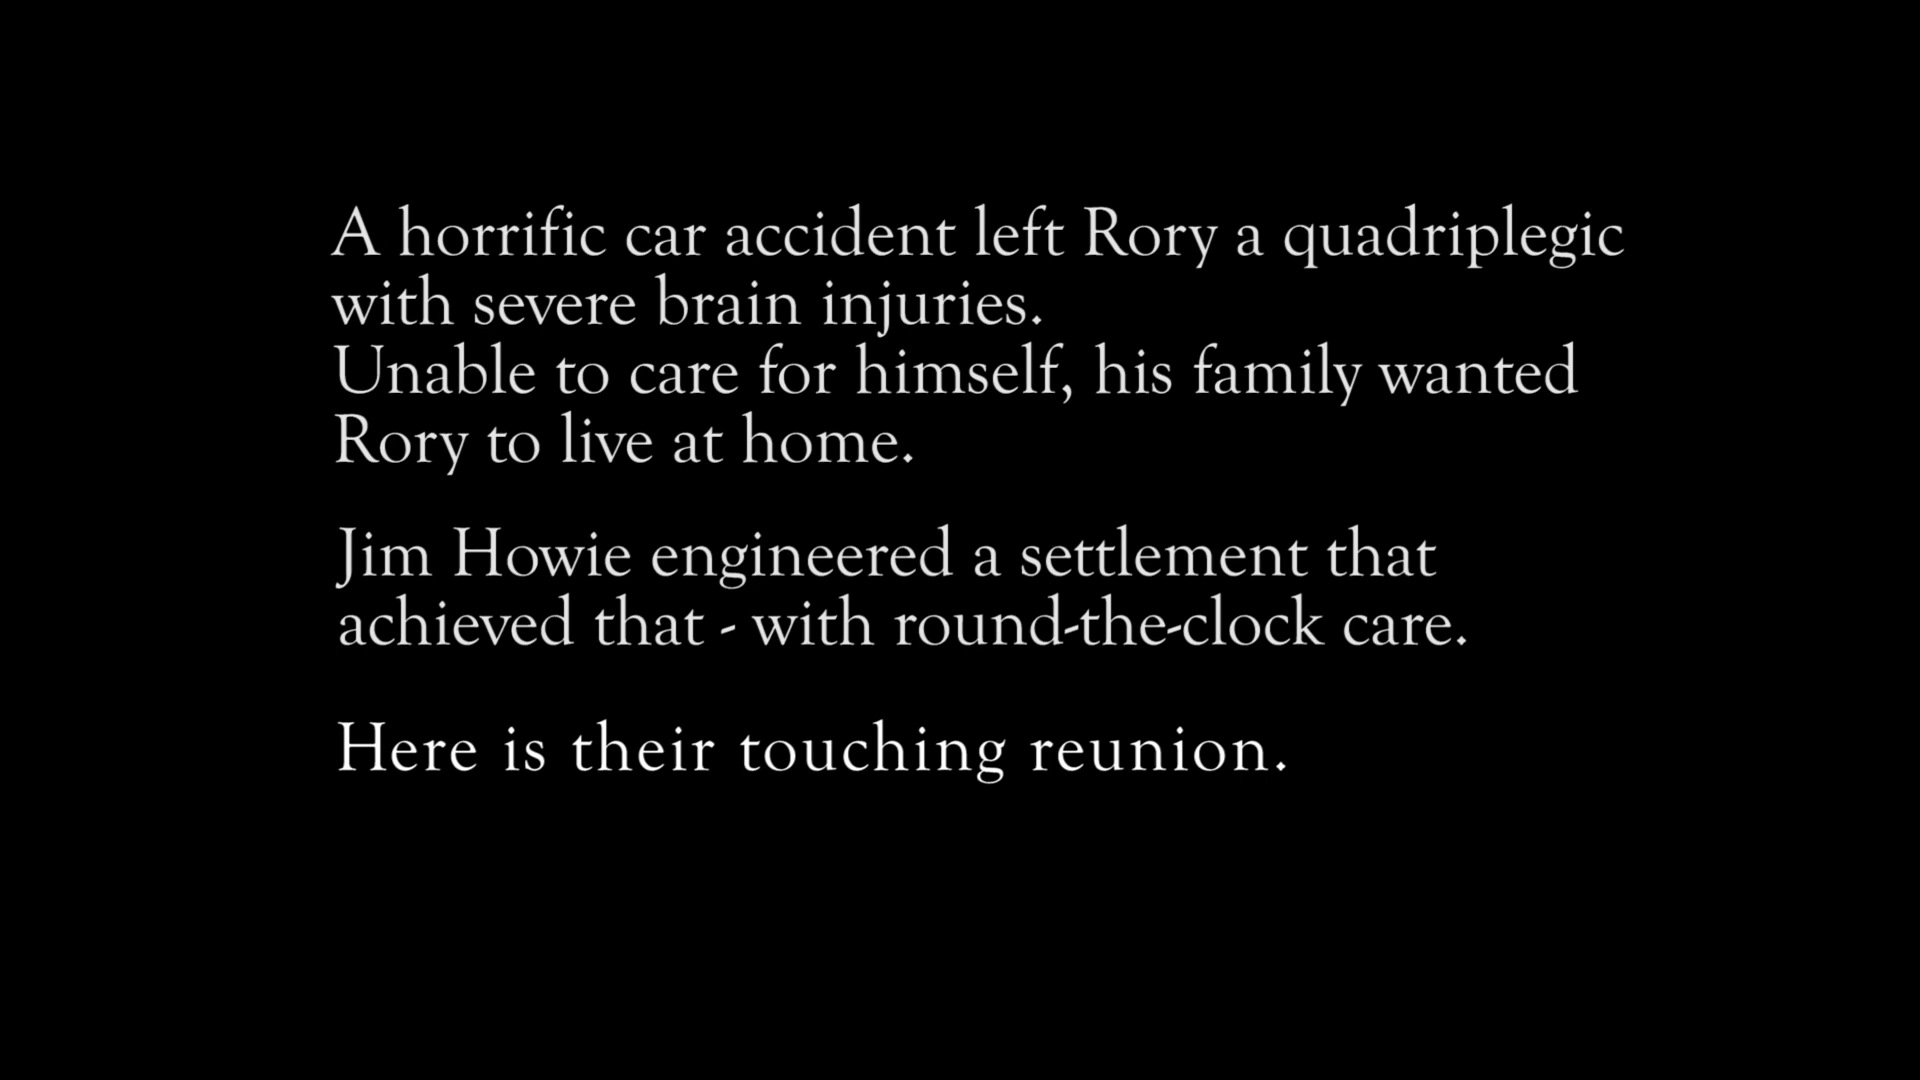 A horrific car accident left Rory a quadriplegic
with severe brain injuries.
Unable to care for himself, his family wanted
Rory to live at home.
Jim Howie engineered a settlement that
achieved that - with round-the-clock care.
Here is their touching reunion.